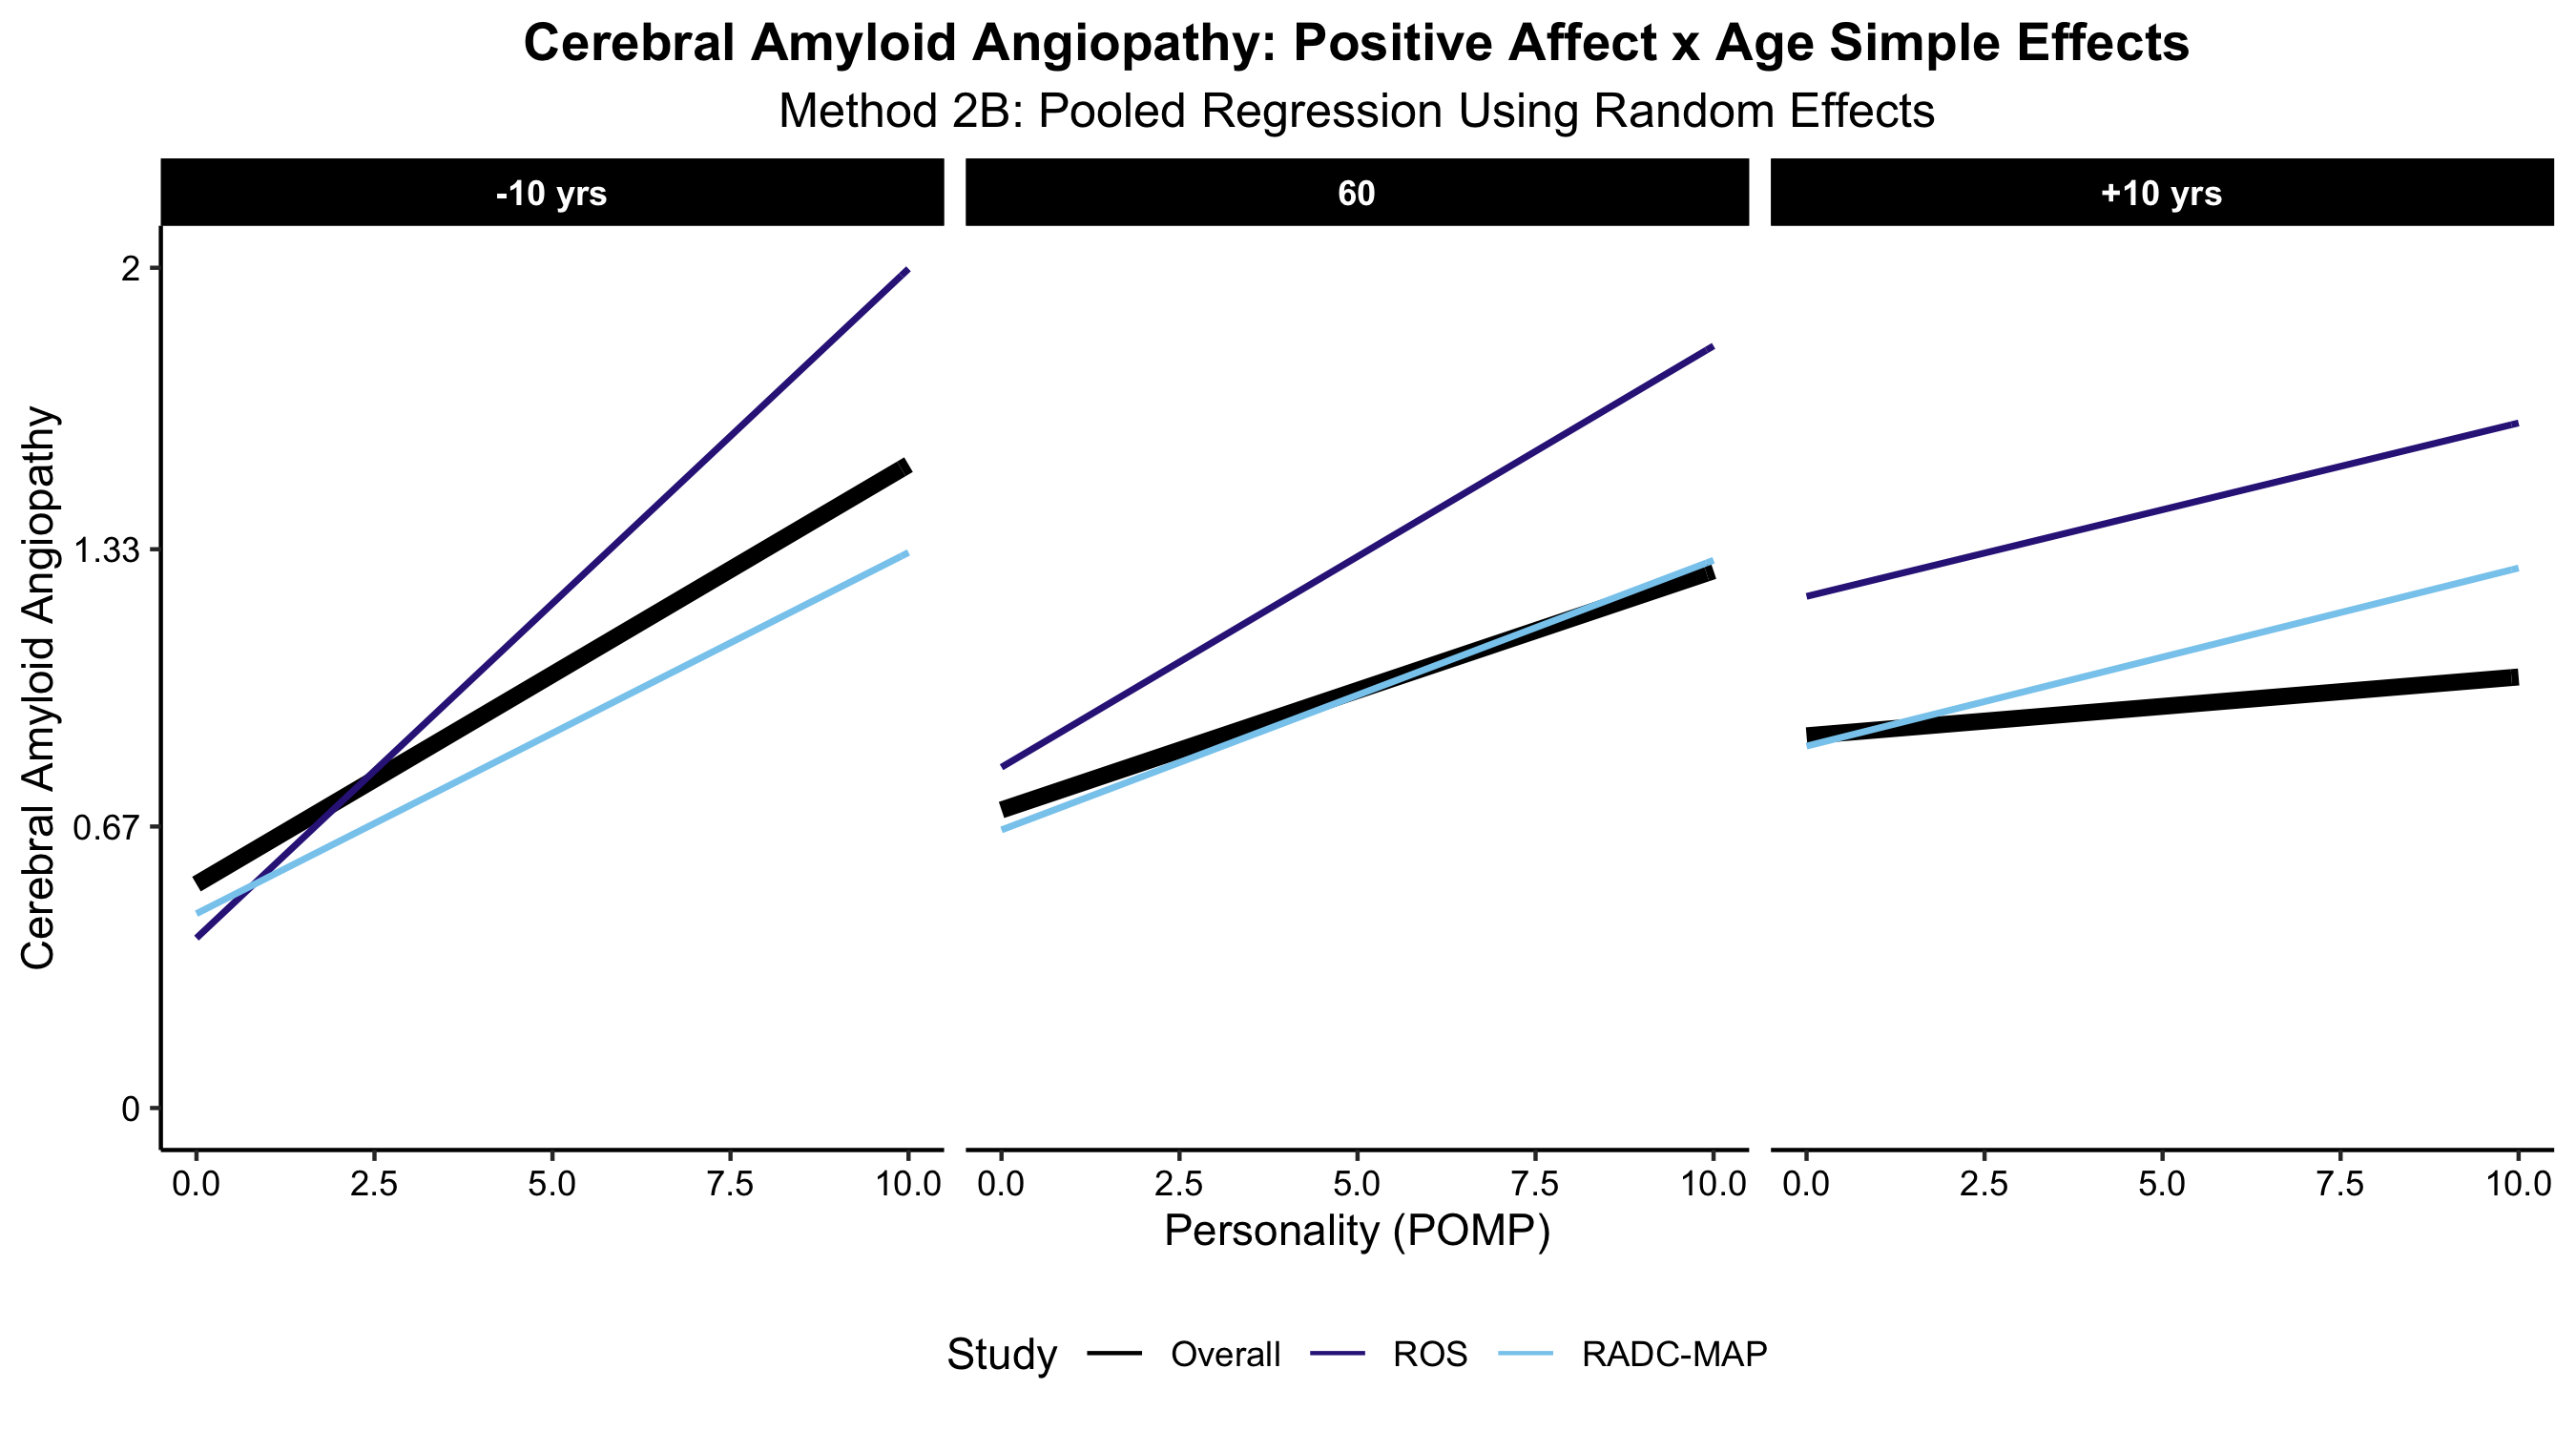 Cerebral Amyloid Angiopathy: Positive Affect x Age Simple Effects
Method 2B: Pooled Regression Using Random Effects
-10 yrs 60 +10 yrs
Cerebral Amyloid Angiopathy
2
1.33
0.67
0
0.0 2.5 5.0 7.5 10.0 0.0 2.5 5.0 7.5 10.0 0.0 2.5 5.0 7.5 10.0
Personality (POMP)
Study Overall ROS RADC-MAP